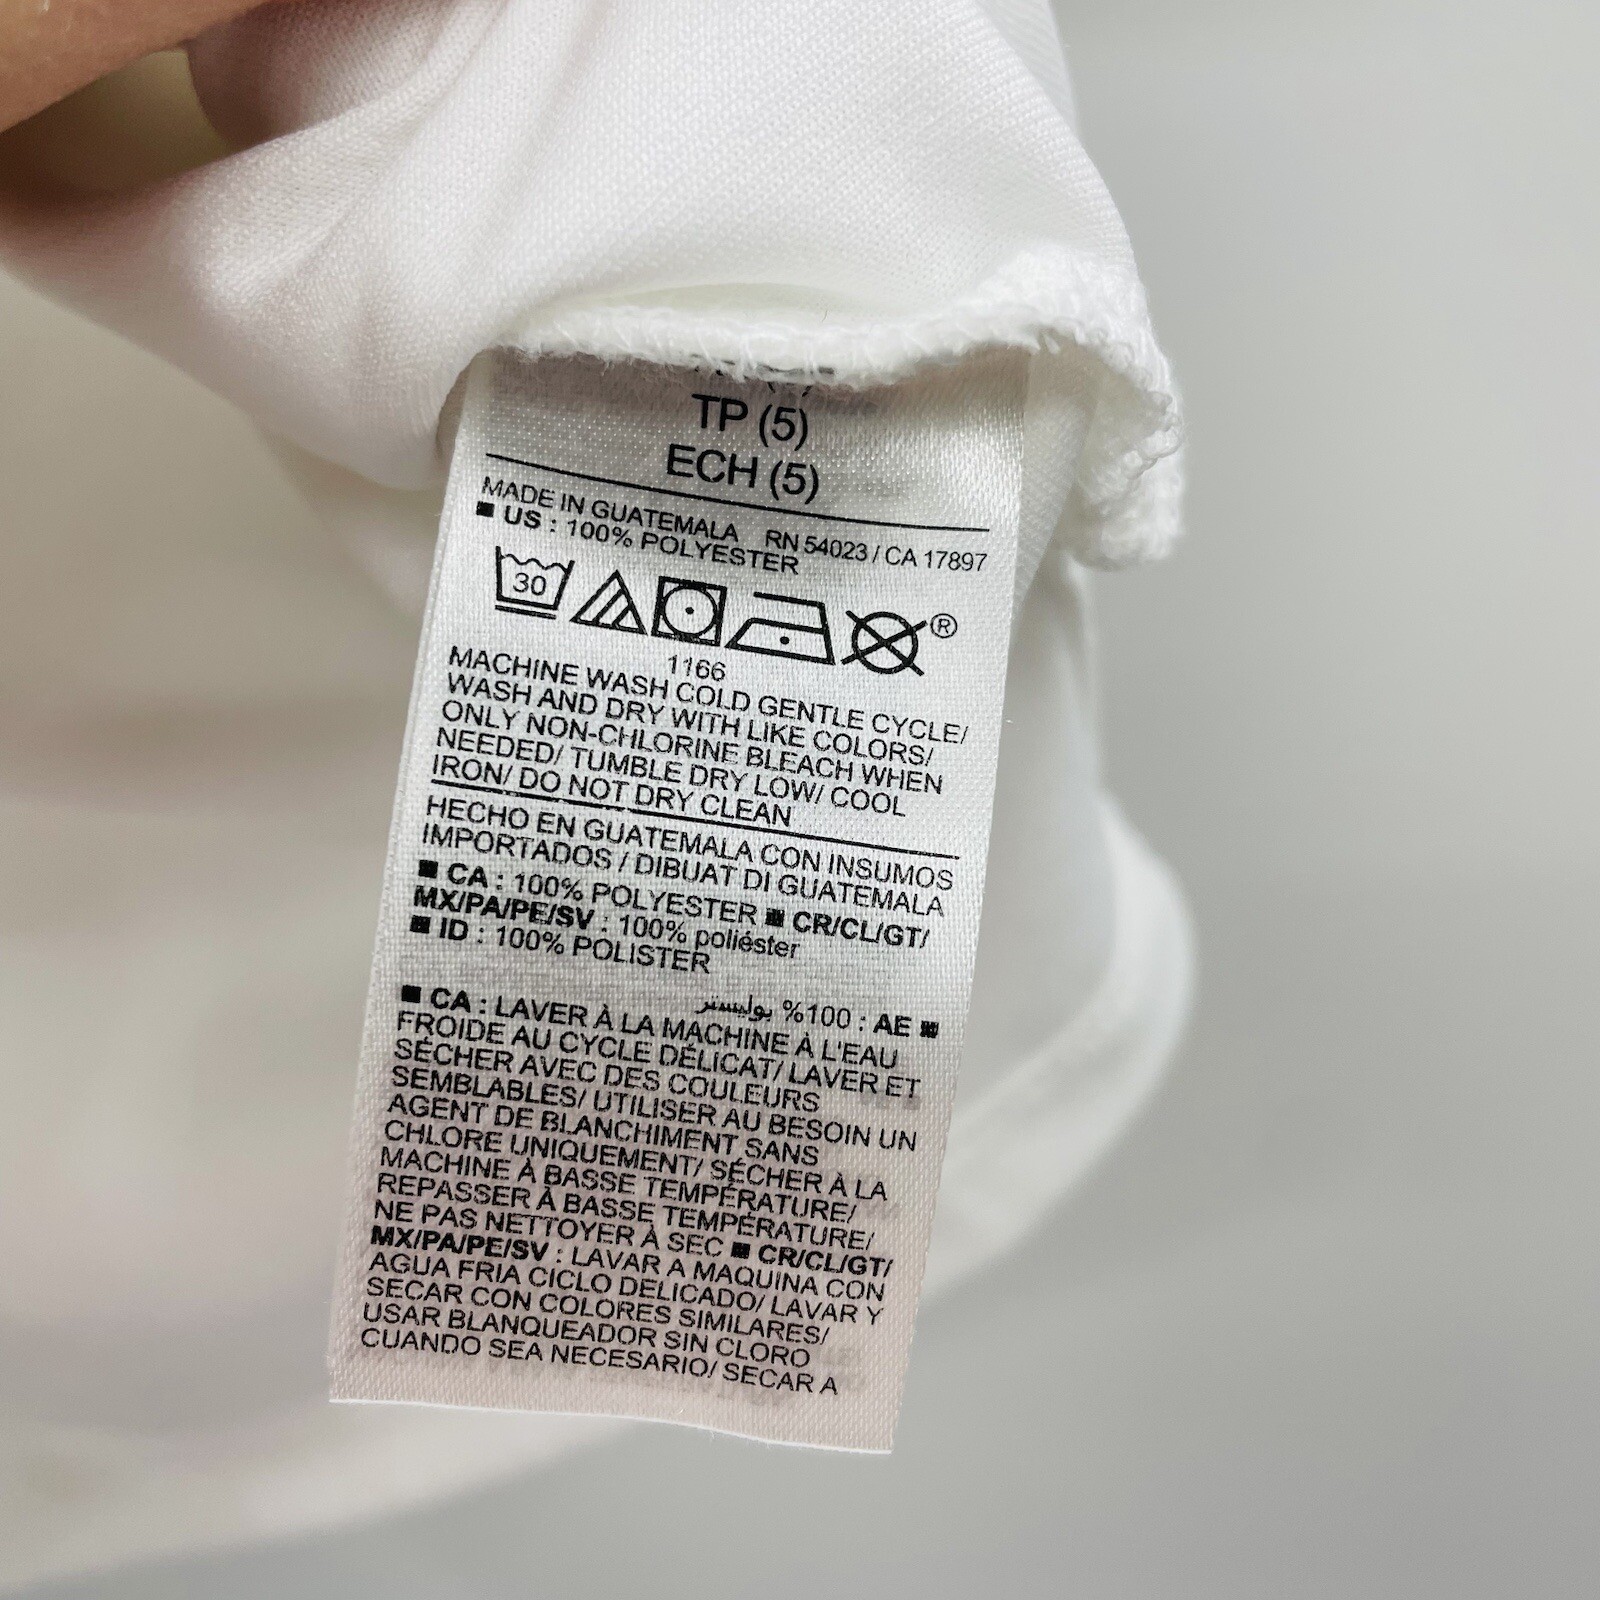 TP (5)
ECH (5)
MADE IN GUATEMALA RN 54023 / CA 17897
■ US : 100% POLYESTER
30
®
1166
MACHINE WASH COLD GENTLE CYCLE/
WASH AND DRY WITH LIKE COLORS/
ONLY NON-CHLORINE BLEACH WHEN
NEEDED/ TUMBLE DRY LOW/ COOL
IRON/ DO NOT DRY CLEAN
HECHO EN GUATEMALA CON INSUMOS
IMPORTADOS / DIBUAT DI GUATEMALA
■ CA : 100% POLYESTER ■ CR/CL/GT/
MX/PA/PE/SV : 100% poliéster
■ ID : 100% POLISTER
■ AE : 100% بوليستر
■ CA : LAVER À LA MACHINE À L'EAU
FROIDE AU CYCLE DÉLICAT/ LAVER ET
SÉCHER AVEC DES COULEURS
SEMBLABLES/ UTILISER AU BESOIN UN
AGENT DE BLANCHIMENT SANS
CHLORE UNIQUEMENT/ SÉCHER À LA
MACHINE À BASSE TEMPÉRATURE/
REPASSER À BASSE TEMPÉRATURE/
NE PAS NETTOYER À SEC ■ CR/CL/GT/
MX/PA/PE/SV : LAVAR A MAQUINA CON
AGUA FRIA CICLO DELICADO/ LAVAR Y
SECAR CON COLORES SIMILARES/
USAR BLANQUEADOR SIN CLORO
CUANDO SEA NECESARIO/ SECAR A